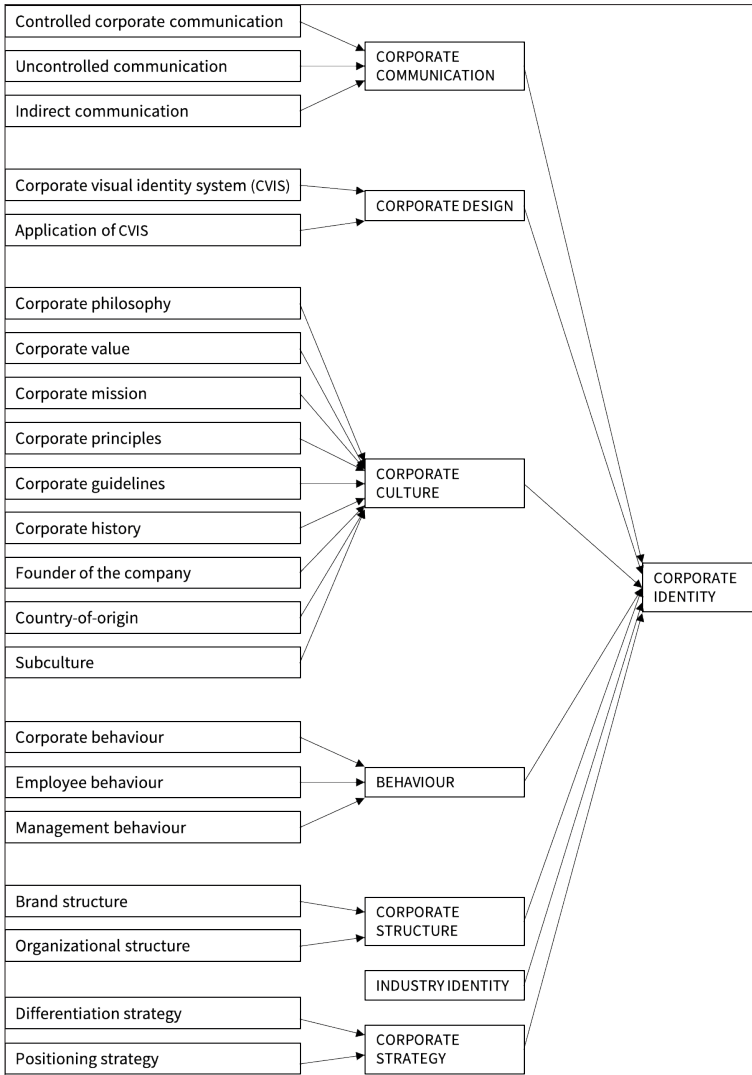 Controlled corporate communication
Uncontrolled communication
Indirect communication
CORPORATE
COMMUNICATION
Corporate visual identity system (CVIS)
Application of CVIS
CORPORATE DESIGN
Corporate philosophy
Corporate value
Corporate mission
Corporate principles
Corporate guidelines
Corporate history
Founder of the company
Country-of-origin
Subculture
CORPORATE
CULTURE
Corporate behaviour
Employee behaviour
Management behaviour
BEHAVIOUR
Brand structure
Organizational structure
CORPORATE
STRUCTURE
INDUSTRY IDENTITY
Differentiation strategy
Positioning strategy
CORPORATE
STRATEGY
CORPORATE
IDENTITY